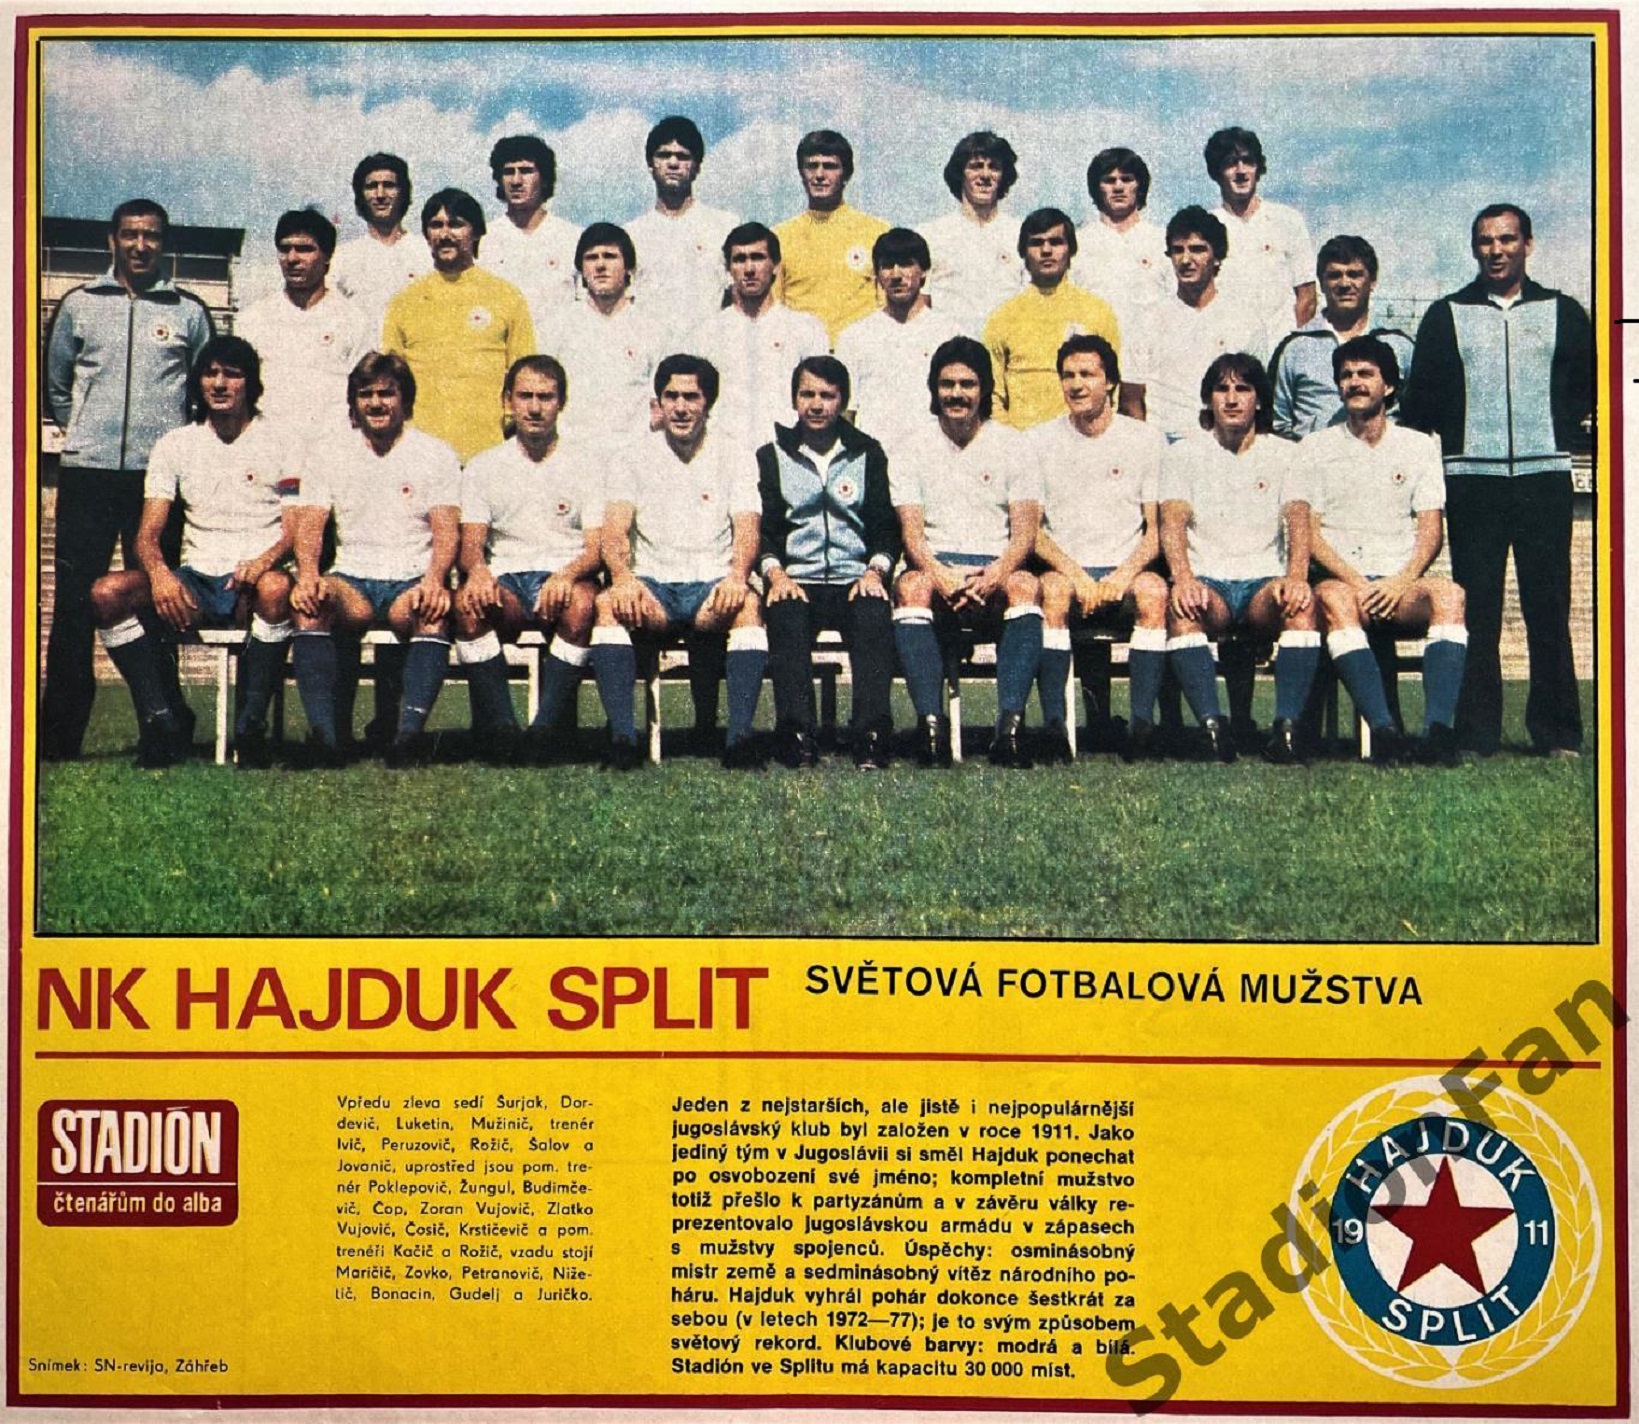 NK HAJDUK SPLIT
SVĚTOVÁ FOTBALOVÁ MUŽSTVA
STADIÓN
čtenářům do alba
Vpředu zleva sedí Šurjak, Dor-
devič, Luketin, Mužinič, trenér
Ivič, Peruzovič, Rožič, Šalov a
Jovanič, uprostřed jsou pom. tre-
nér Poklepovič, Žungul, Budimče-
vič, Čop, Zoran Vujovič, Zlatko
Vujovič, Čosič, Krstičevič a pom.
trenéři Kačič a Rožič, vzadu stojí
Maričič, Zovko, Petranovič, Niže-
tič, Bonacin, Gudelj a Juričko.
Snímek: SN-revija, Záhřeb
Jeden z nejstarších, ale jistě i nejpopulárnější
jugoslávský klub byl založen v roce 1911. Jako
jediný tým v Jugoslávii si směl Hajduk ponechat
po osvobození své jméno; kompletní mužstvo
totiž přešlo k partyzánům a v závěru války re-
prezentovalo jugoslávskou armádu v zápasech
s mužstvy spojenců. Úspěchy: osminásobný
mistr země a sedminásobný vítěz národního po-
háru. Hajduk vyhrál pohár dokonce šestkrát za
sebou (v letech 1972—77); je to svým způsobem
světový rekord. Klubové barvy: modrá a bílá.
Stadión ve Splitu má kapacitu 30 000 míst.
HAJDUK
19 11
SPLIT
StadionFan